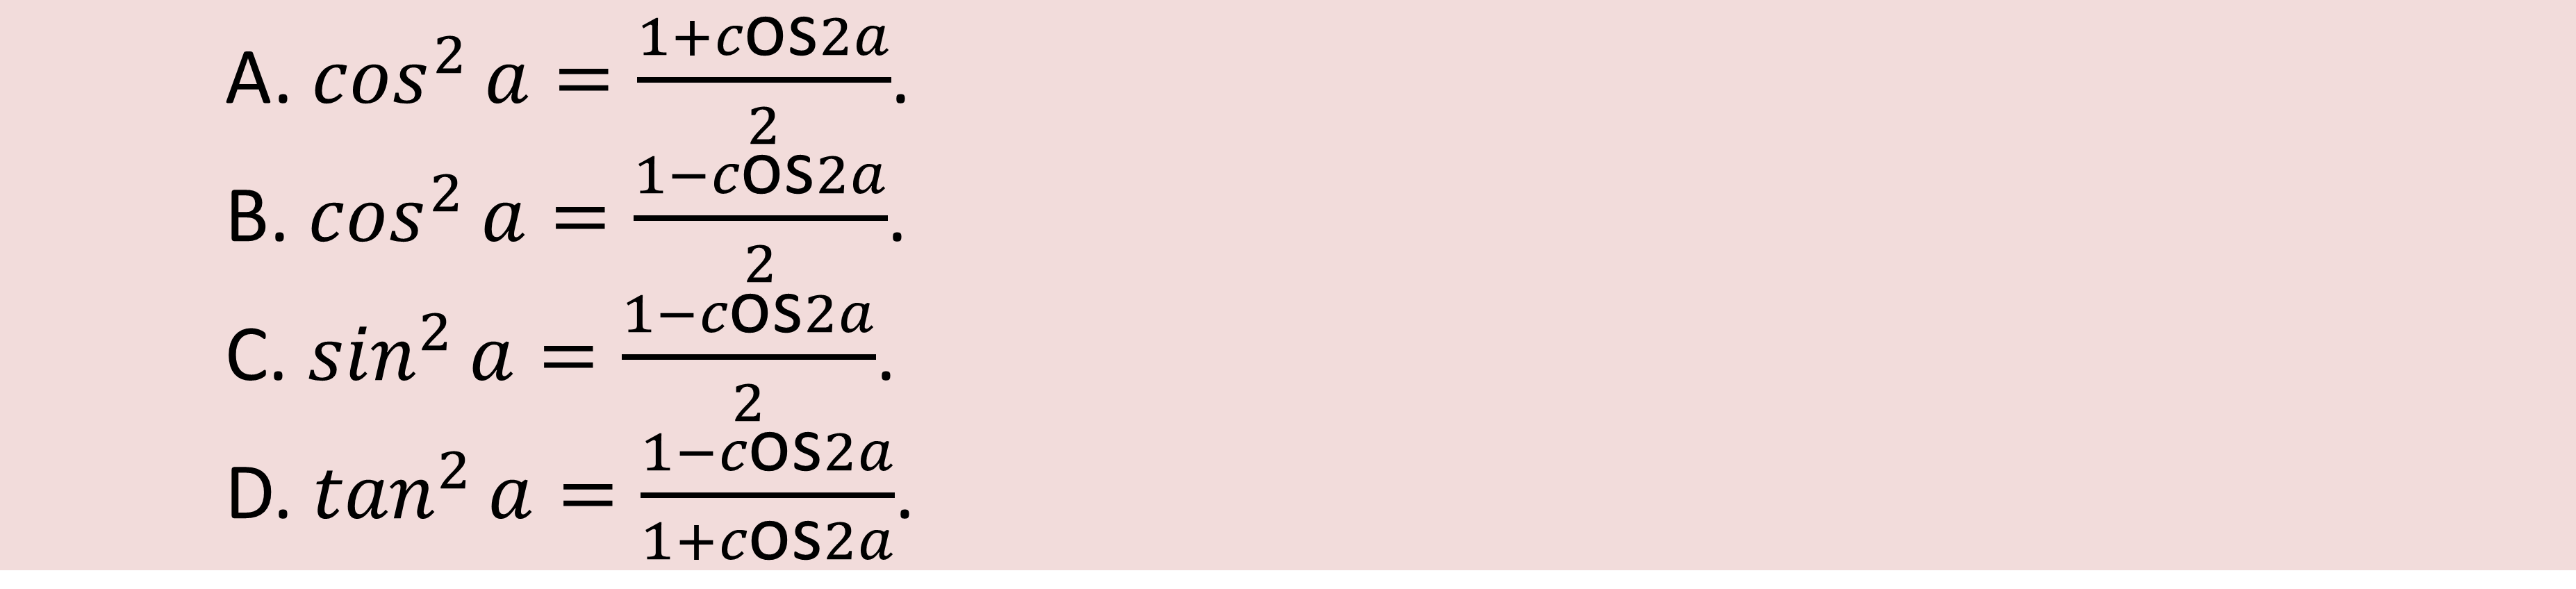 A. cos² a = (1+cos2a)/2.
B. cos² a = (1−cos2a)/2.
C. sin² a = (1−cos2a)/2.
D. tan² a = (1−cos2a)/(1+cos2a).